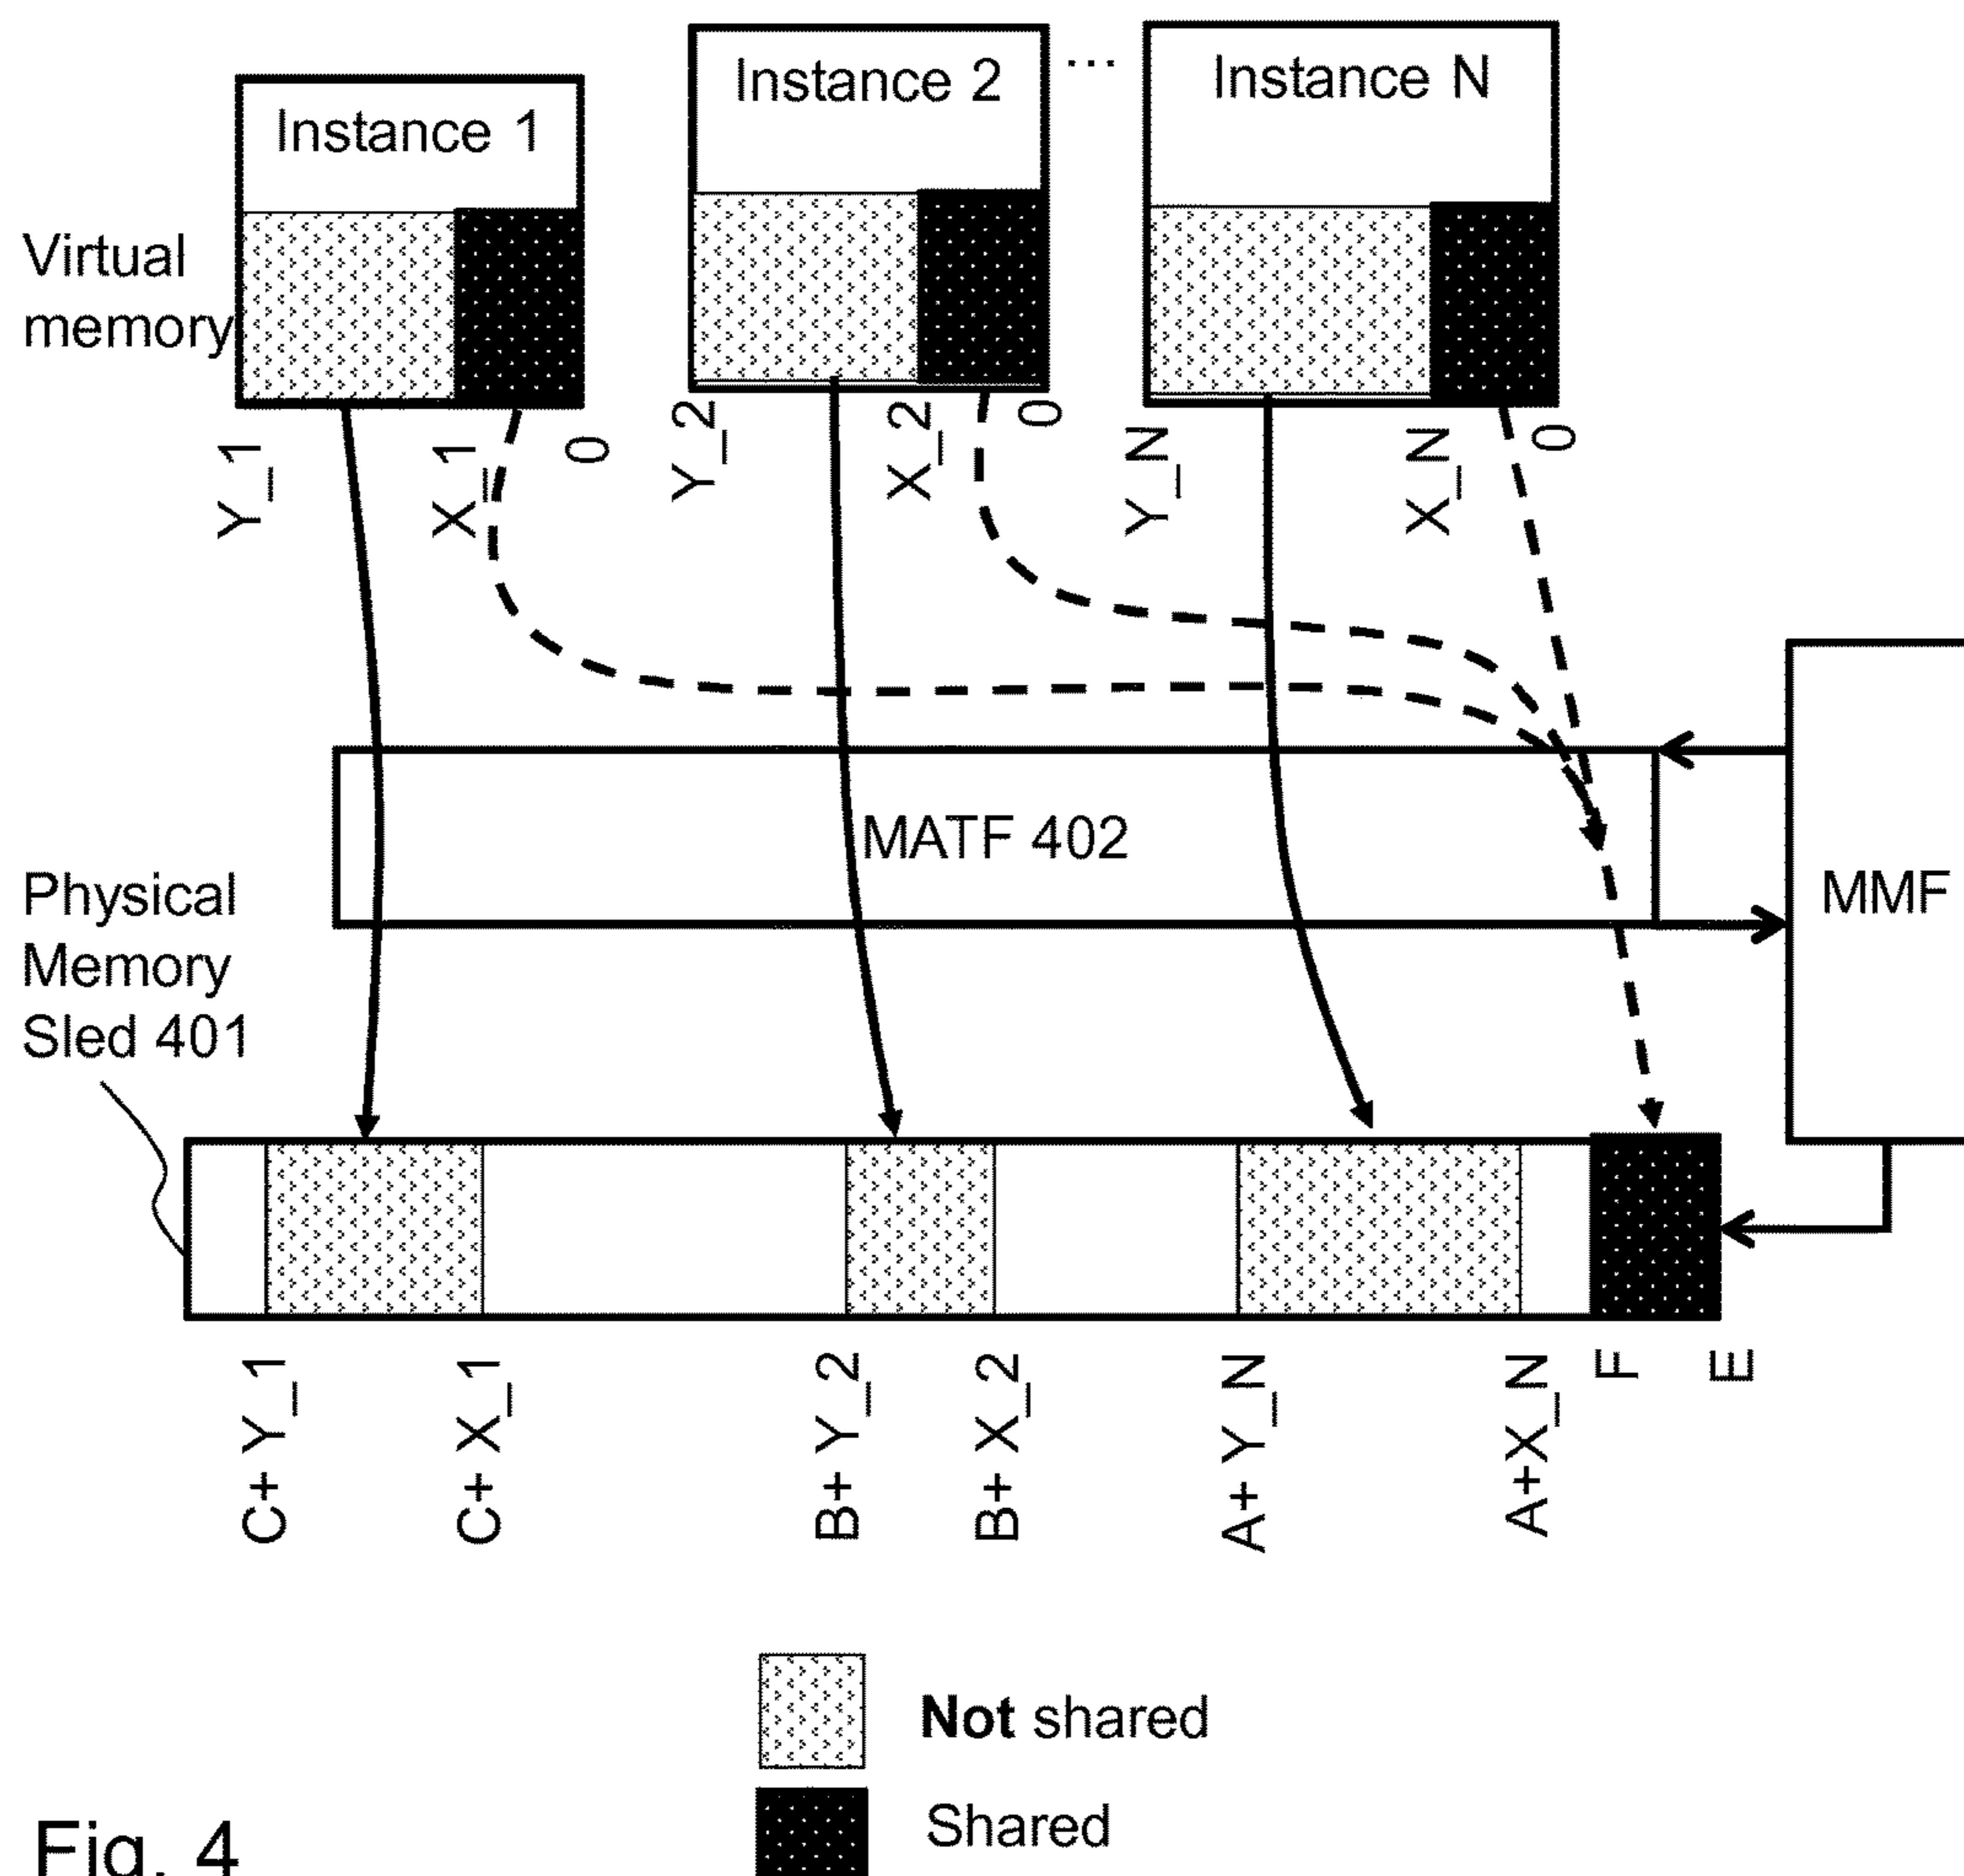 Instance 1
Instance 2
...
Instance N
Virtual
memory
Y_1
X_1
0
Y_2
X_2
0
Y_N
X_N
0
MATF 402
MMF
Physical
Memory
Sled 401
C+ Y_1
C+ X_1
B+ Y_2
B+ X_2
A+ Y_N
A+X_N
F
E
Not shared
Shared
Fig. 4